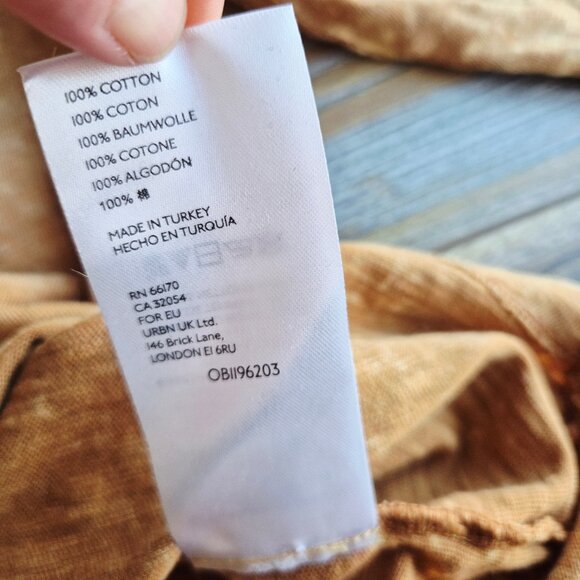 100% COTTON
100% COTON
100% BAUMWOLLE
100% COTONE
100% ALGODÓN
100% 棉
MADE IN TURKEY
HECHO EN TURQUÍA
RN 66170
CA 32054
FOR EU
URBN UK Ltd.
146 Brick Lane,
LONDON E1 6RU
OB1196203